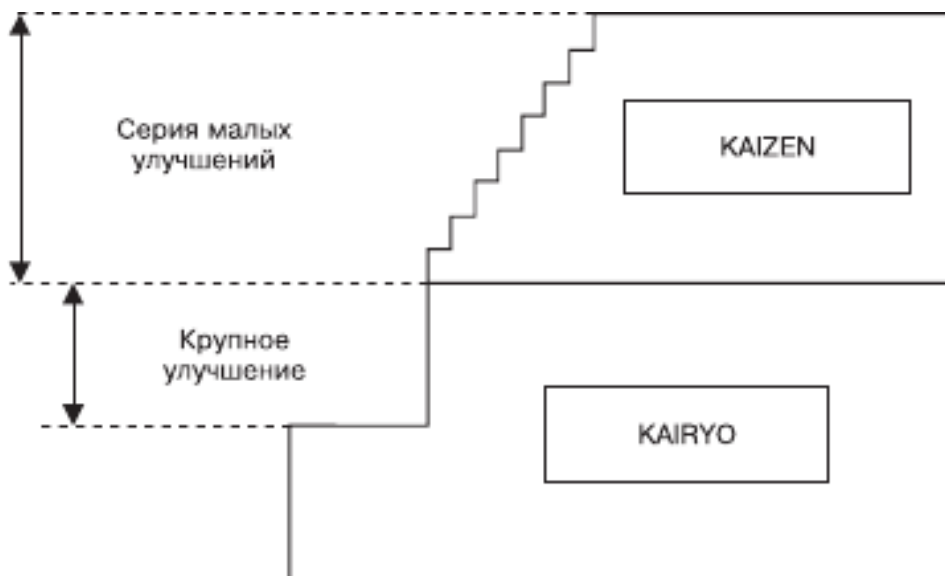 Серия малых
улучшений
KAIZEN
Крупное
улучшение
KAIRYO